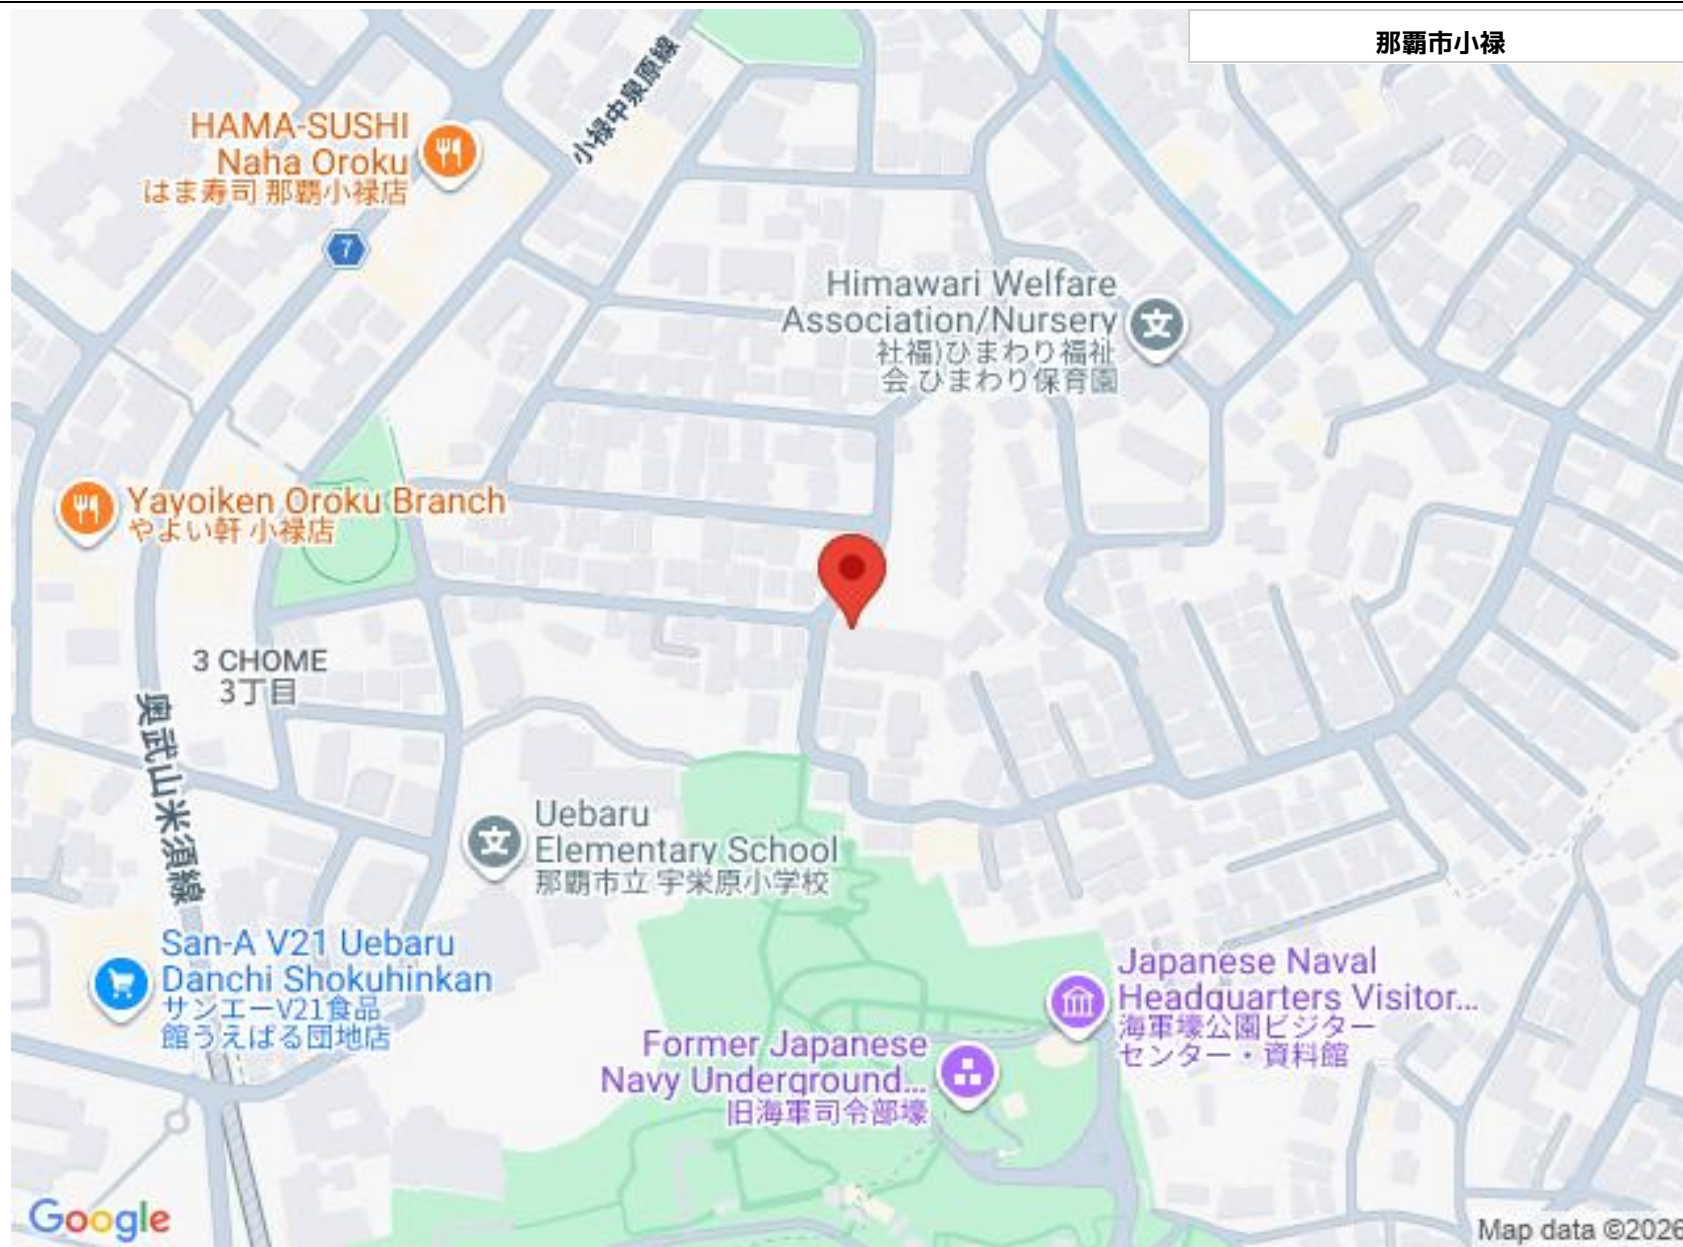 那覇市小禄
小禄中泉原線
HAMA-SUSHI
Naha Oroku
はま寿司 那覇小禄店
7
Himawari Welfare
Association/Nursery
社福)ひまわり福祉
会 ひまわり保育園
Yayoiken Oroku Branch
やよい軒 小禄店
3 CHOME
3丁目
奥武山米須線
Uebaru
Elementary School
那覇市立 宇栄原小学校
San-A V21 Uebaru
Danchi Shokuhinkan
サンエーV21食品
館うえばる団地店
Japanese Naval
Headquarters Visitor...
海軍壕公園ビジター
センター・資料館
Former Japanese
Navy Underground...
旧海軍司令部壕
Google
Map data ©2026